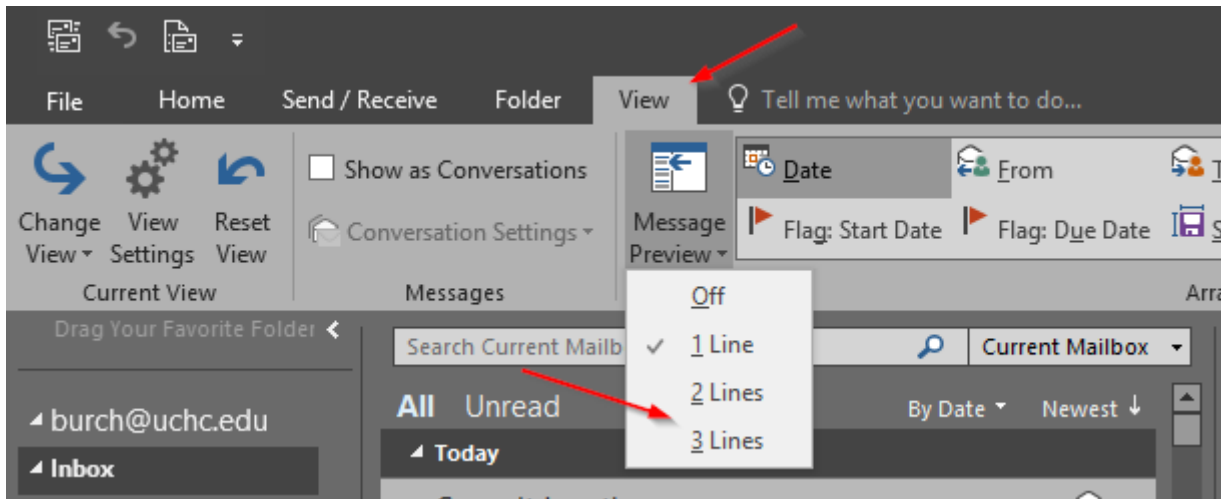 File Home Send / Receive Folder View Tell me what you want to do...
Show as Conversations
Date From
Change View Reset
View Settings View
Conversation Settings
Message
Preview
Flag: Start Date Flag: Due Date
Current View Messages
Off
1 Line
2 Lines
3 Lines
Drag Your Favorite Folder
Search Current Mailb
Current Mailbox
burch@uchc.edu
All Unread By Date Newest
Inbox
Today